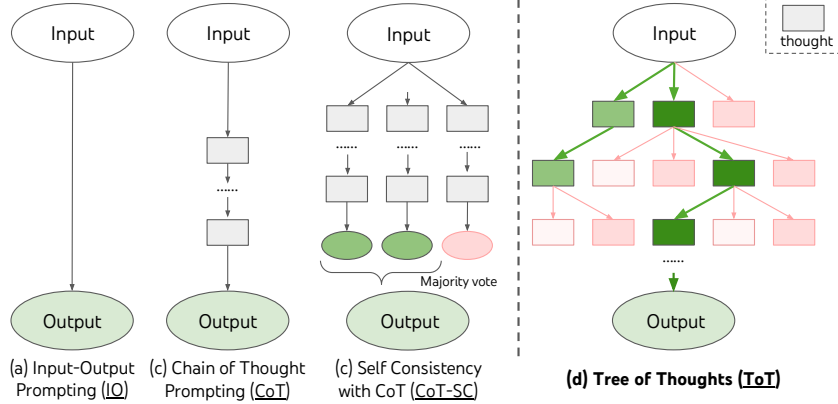 Input
Input
Input
Input
thought
......
......
......
......
......
Majority vote
Output
Output
Output
Output
(a) Input-Output
Prompting (IO)
(c) Chain of Thought
Prompting (CoT)
(c) Self Consistency
with CoT (CoT-SC)
(d) Tree of Thoughts (ToT)